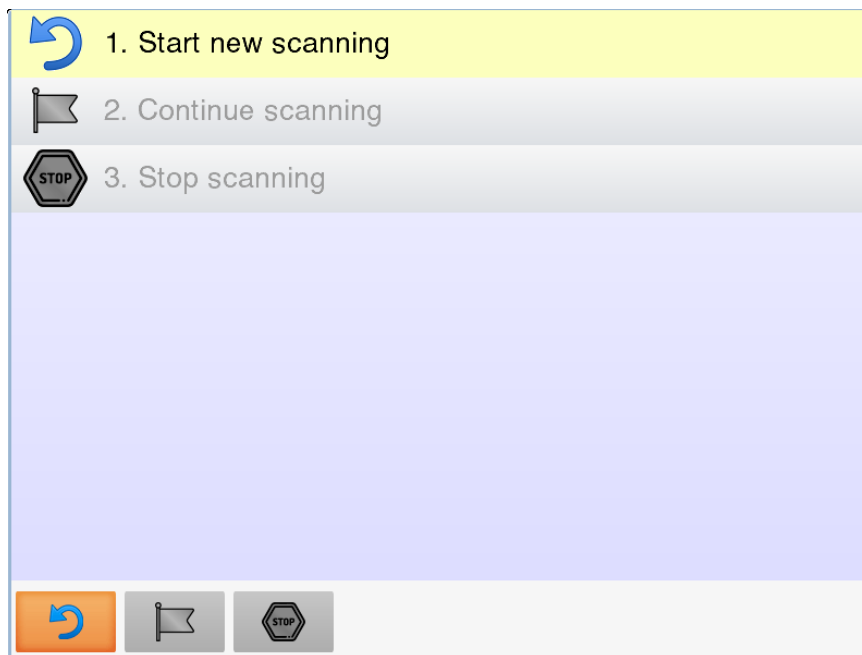 1. Start new scanning
2. Continue scanning
STOP
3. Stop scanning
STOP